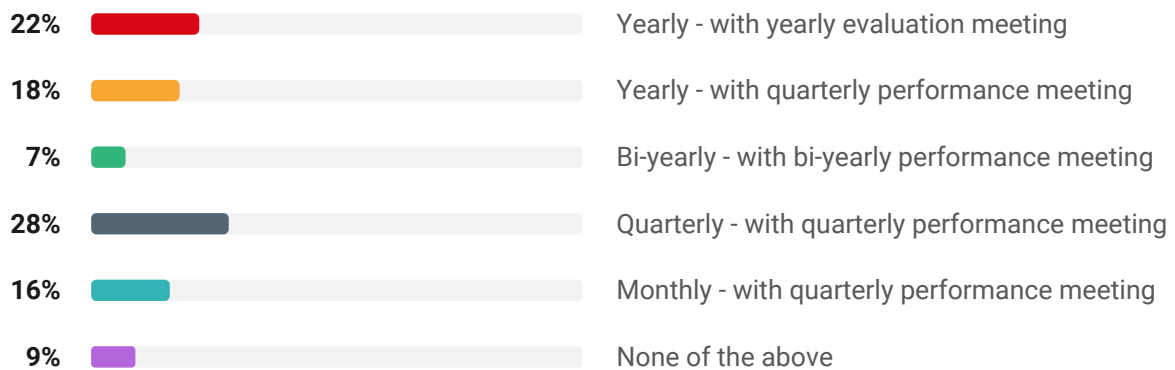 22% Yearly - with yearly evaluation meeting
18% Yearly - with quarterly performance meeting
7% Bi-yearly - with bi-yearly performance meeting
28% Quarterly - with quarterly performance meeting
16% Monthly - with quarterly performance meeting
9% None of the above